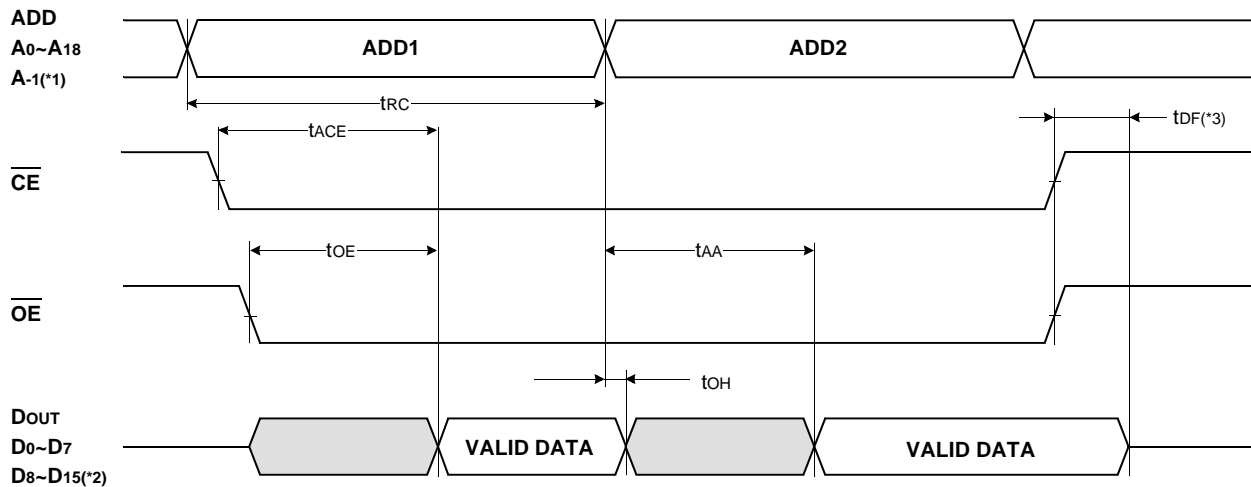 ADD
A0~A18
A-1(*1)
ADD1
ADD2
tRC
tDF(*3)
tACE
CE
tOE
tAA
OE
tOH
DOUT
D0~D7
D8~D15(*2)
VALID DATA
VALID DATA